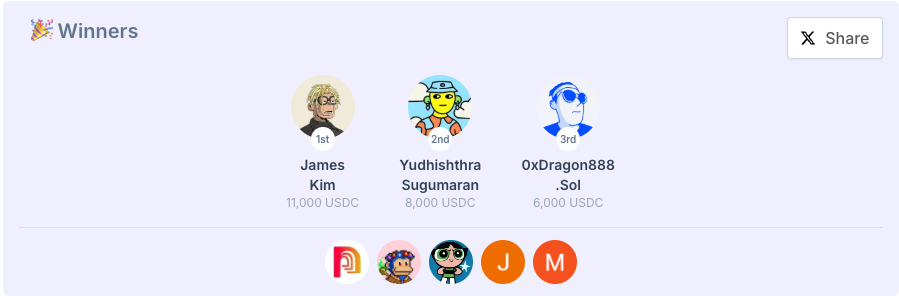 🎉 Winners
X Share
1st
2nd
3rd
James
Kim
11,000 USDC
Yudhishthra
Sugumaran
8,000 USDC
0xDragon888
.Sol
6,000 USDC
J
M